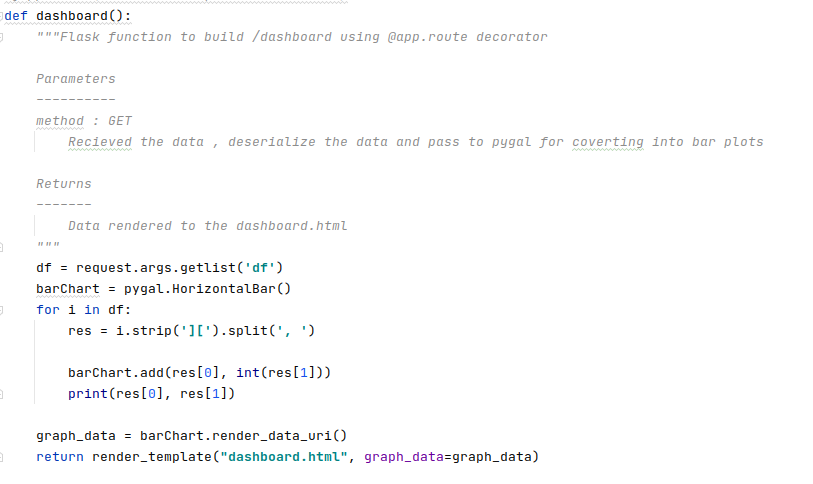 def dashboard():
    """Flask function to build /dashboard using @app.route decorator

    Parameters
    ----------
    method : GET
        Recieved the data , deserialize the data and pass to pygal for coverting into bar plots

    Returns
    -------
        Data rendered to the dashboard.html
    """
    df = request.args.getlist('df')
    barChart = pygal.HorizontalBar()
    for i in df:
        res = i.strip('][').split(', ')

        barChart.add(res[0], int(res[1]))
        print(res[0], res[1])

    graph_data = barChart.render_data_uri()
    return render_template("dashboard.html", graph_data=graph_data)